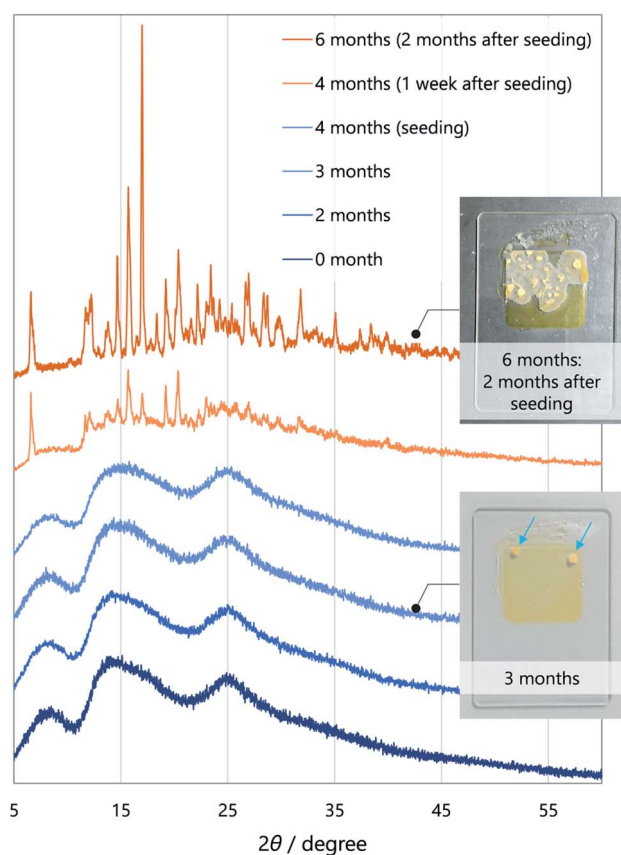 6 months (2 months after seeding)
4 months (1 week after seeding)
4 months (seeding)
3 months
2 months
0 month
6 months:
2 months after
seeding
3 months
5 15 25 35 45 55
2θ / degree